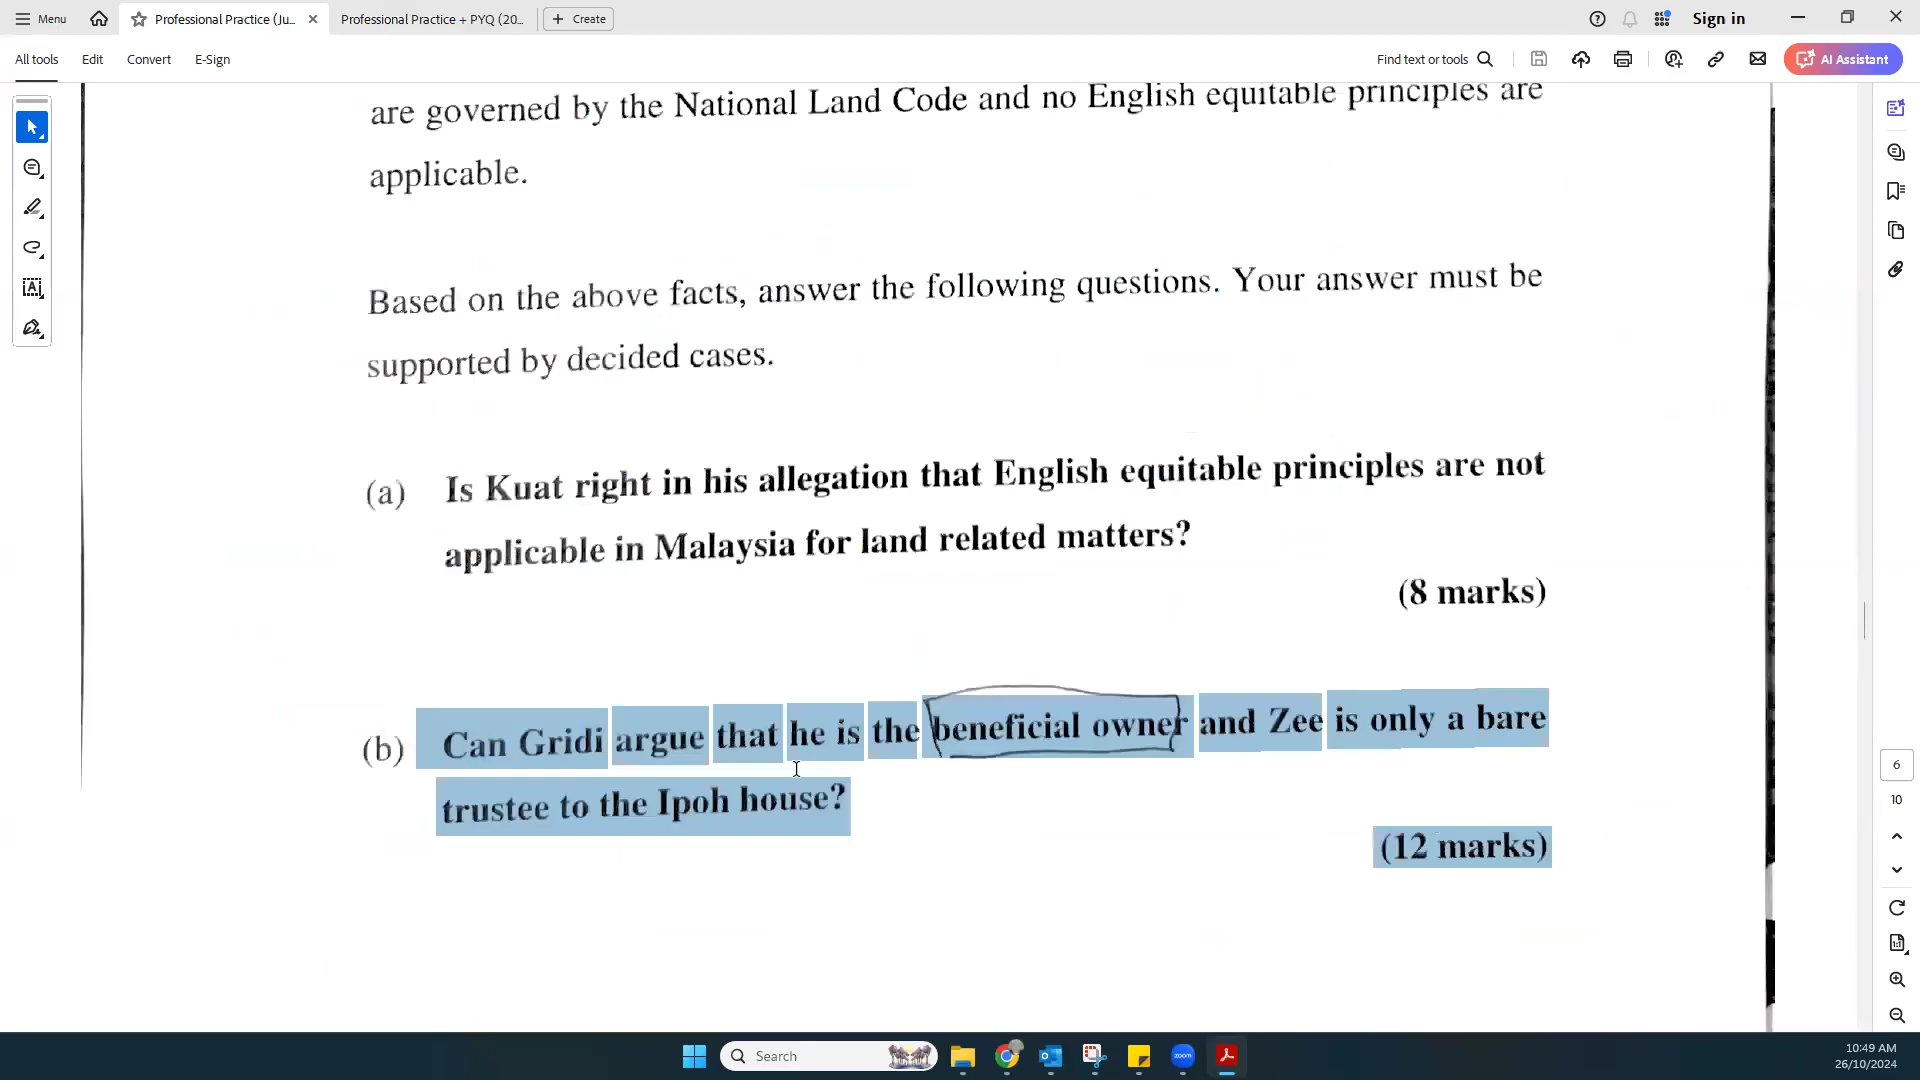 Menu
Professional Practice (Ju...
Professional Practice + PYQ (20...
Create
Sign in
All tools
Edit
Convert
E-Sign
Find text or tools
AI Assistant
are governed by the National Land Code and no English equitable principles are
applicable.
Based on the above facts, answer the following questions. Your answer must be
supported by decided cases.
(a) Is Kuat right in his allegation that English equitable principles are not
applicable in Malaysia for land related matters?
(8 marks)
(b) Can Gridi argue that he is the beneficial owner and Zee is only a bare
trustee to the Ipoh house?
(12 marks)
6
10
Search
zoom
10:49 AM
26/10/2024